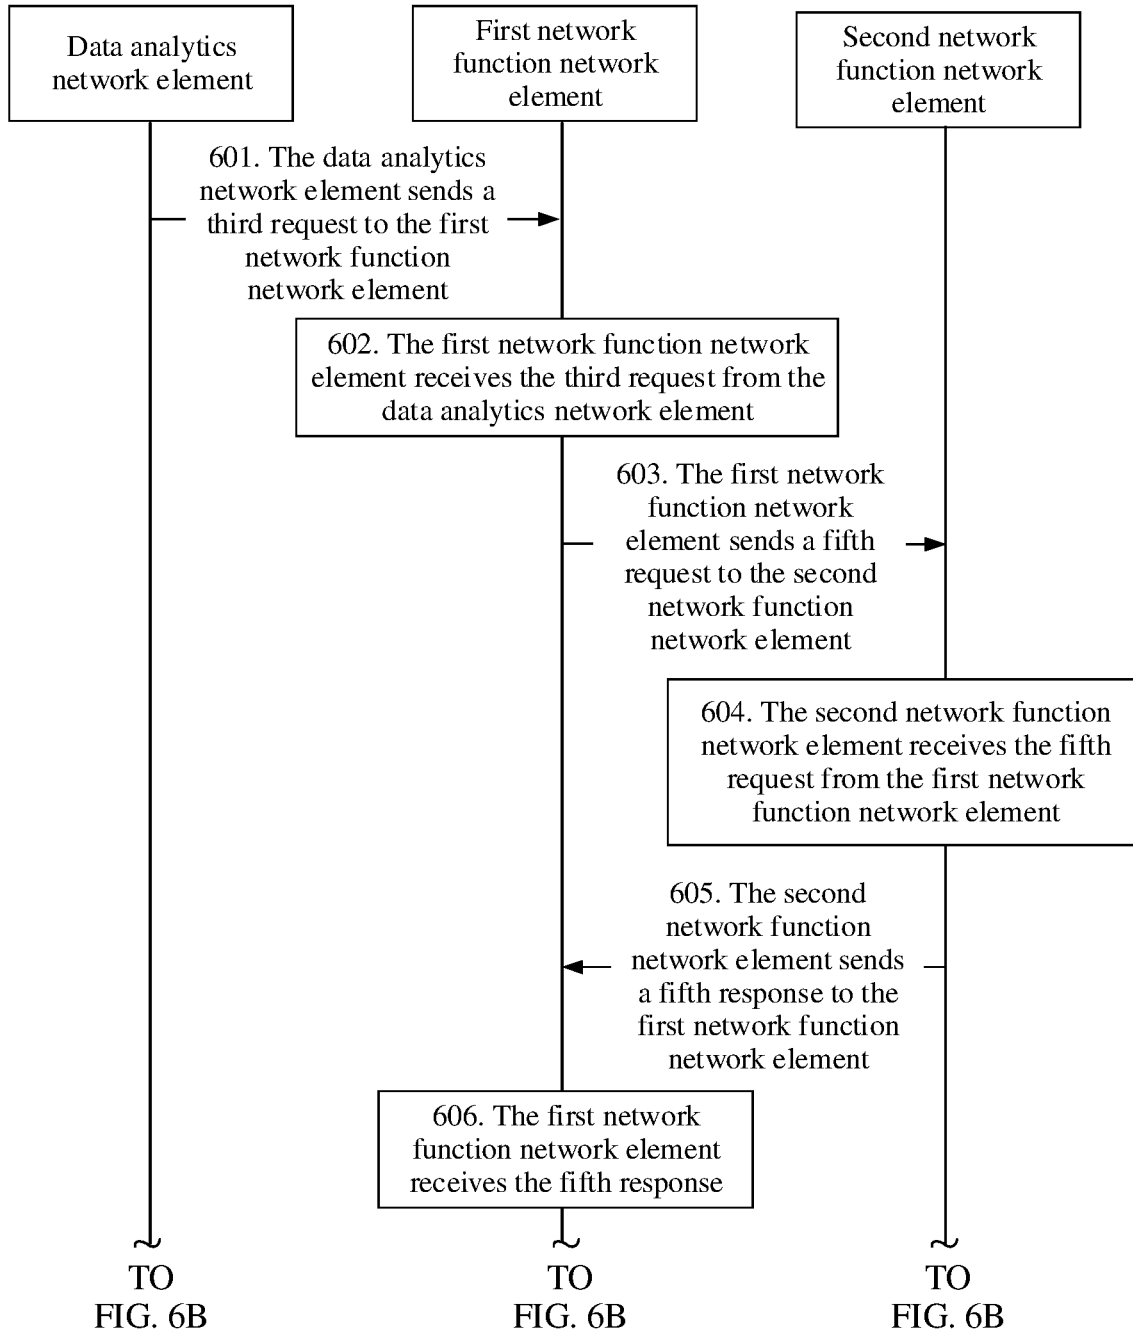 Data analytics
network element
First network
function network
element
Second network
function network
element
601. The data analytics
network element sends a
third request to the first
network function
network element
602. The first network function network
element receives the third request from the
data analytics network element
603. The first network
function network
element sends a fifth
request to the second
network function
network element
604. The second network function
network element receives the fifth
request from the first network
function network element
605. The second
network function
network element sends
a fifth response to the
first network function
network element
606. The first network
function network element
receives the fifth response
TO
FIG. 6B
TO
FIG. 6B
TO
FIG. 6B